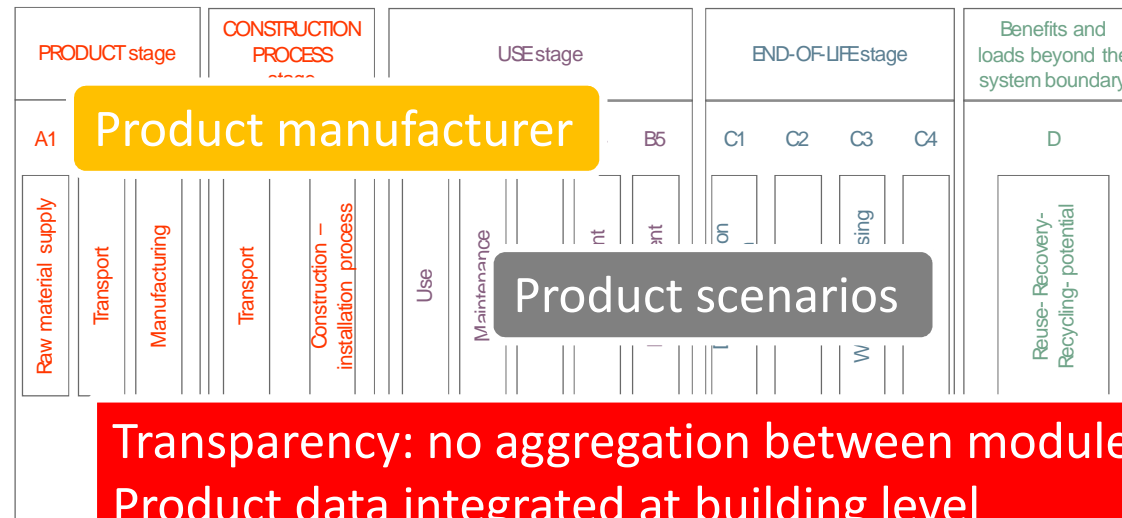 PRODUCT stage
CONSTRUCTION
PROCESS
USE stage
END-OF-LIFE stage
Benefits and
loads beyond the
system boundary
A1
Product manufacturer
B5
C1
C2
C3
C4
D
Raw material supply
Transport
Manufacturing
Transport
Construction –
installation process
Use
Maintenance
Product scenarios
Reuse- Recovery-
Recycling- potential
Transparency: no aggregation between module
Product data integrated at building level